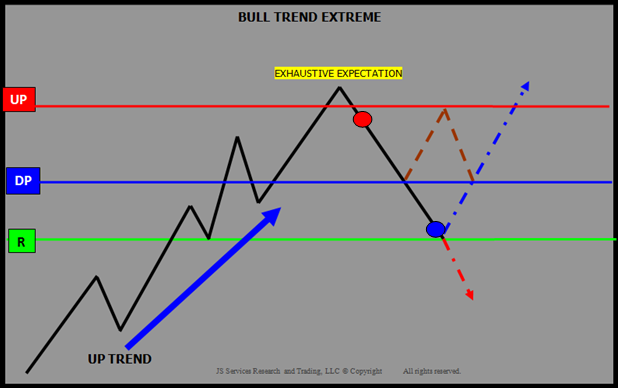 BULL TREND EXTREME
EXHAUSTIVE EXPECTATION
UP
DP
R
UP TREND
JS Services Research and Trading, LLC ® Copyright All rights reserved.